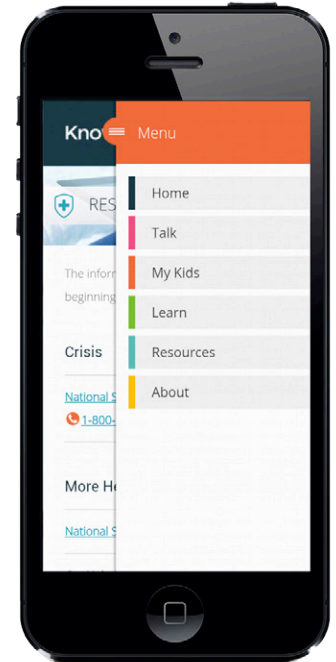 Kno
Menu
RES
Home
Talk
My Kids
Learn
Resources
About
The infor
beginning
Crisis
National S
1-800-
More He
National S